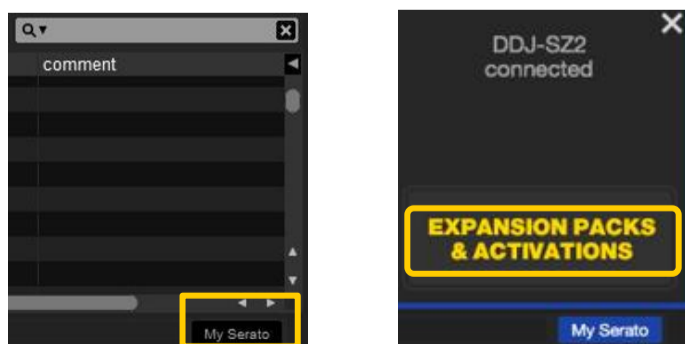 comment
My Serato
DDJ-SZ2
connected
EXPANSION PACKS
& ACTIVATIONS
My Serato